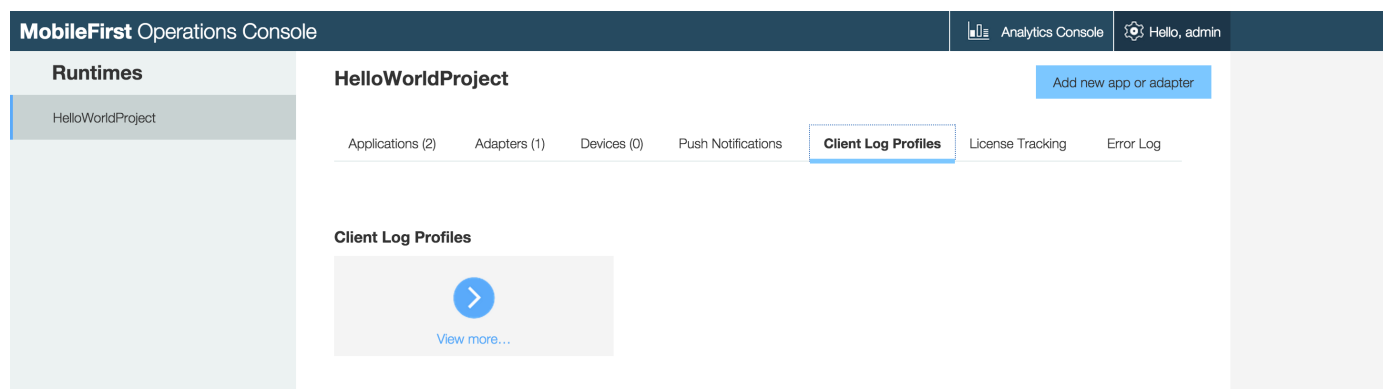 MobileFirst Operations Console
Analytics Console
Hello, admin
Runtimes
HelloWorldProject
HelloWorldProject
Add new app or adapter
Applications (2)
Adapters (1)
Devices (0)
Push Notifications
Client Log Profiles
License Tracking
Error Log
Client Log Profiles
View more...